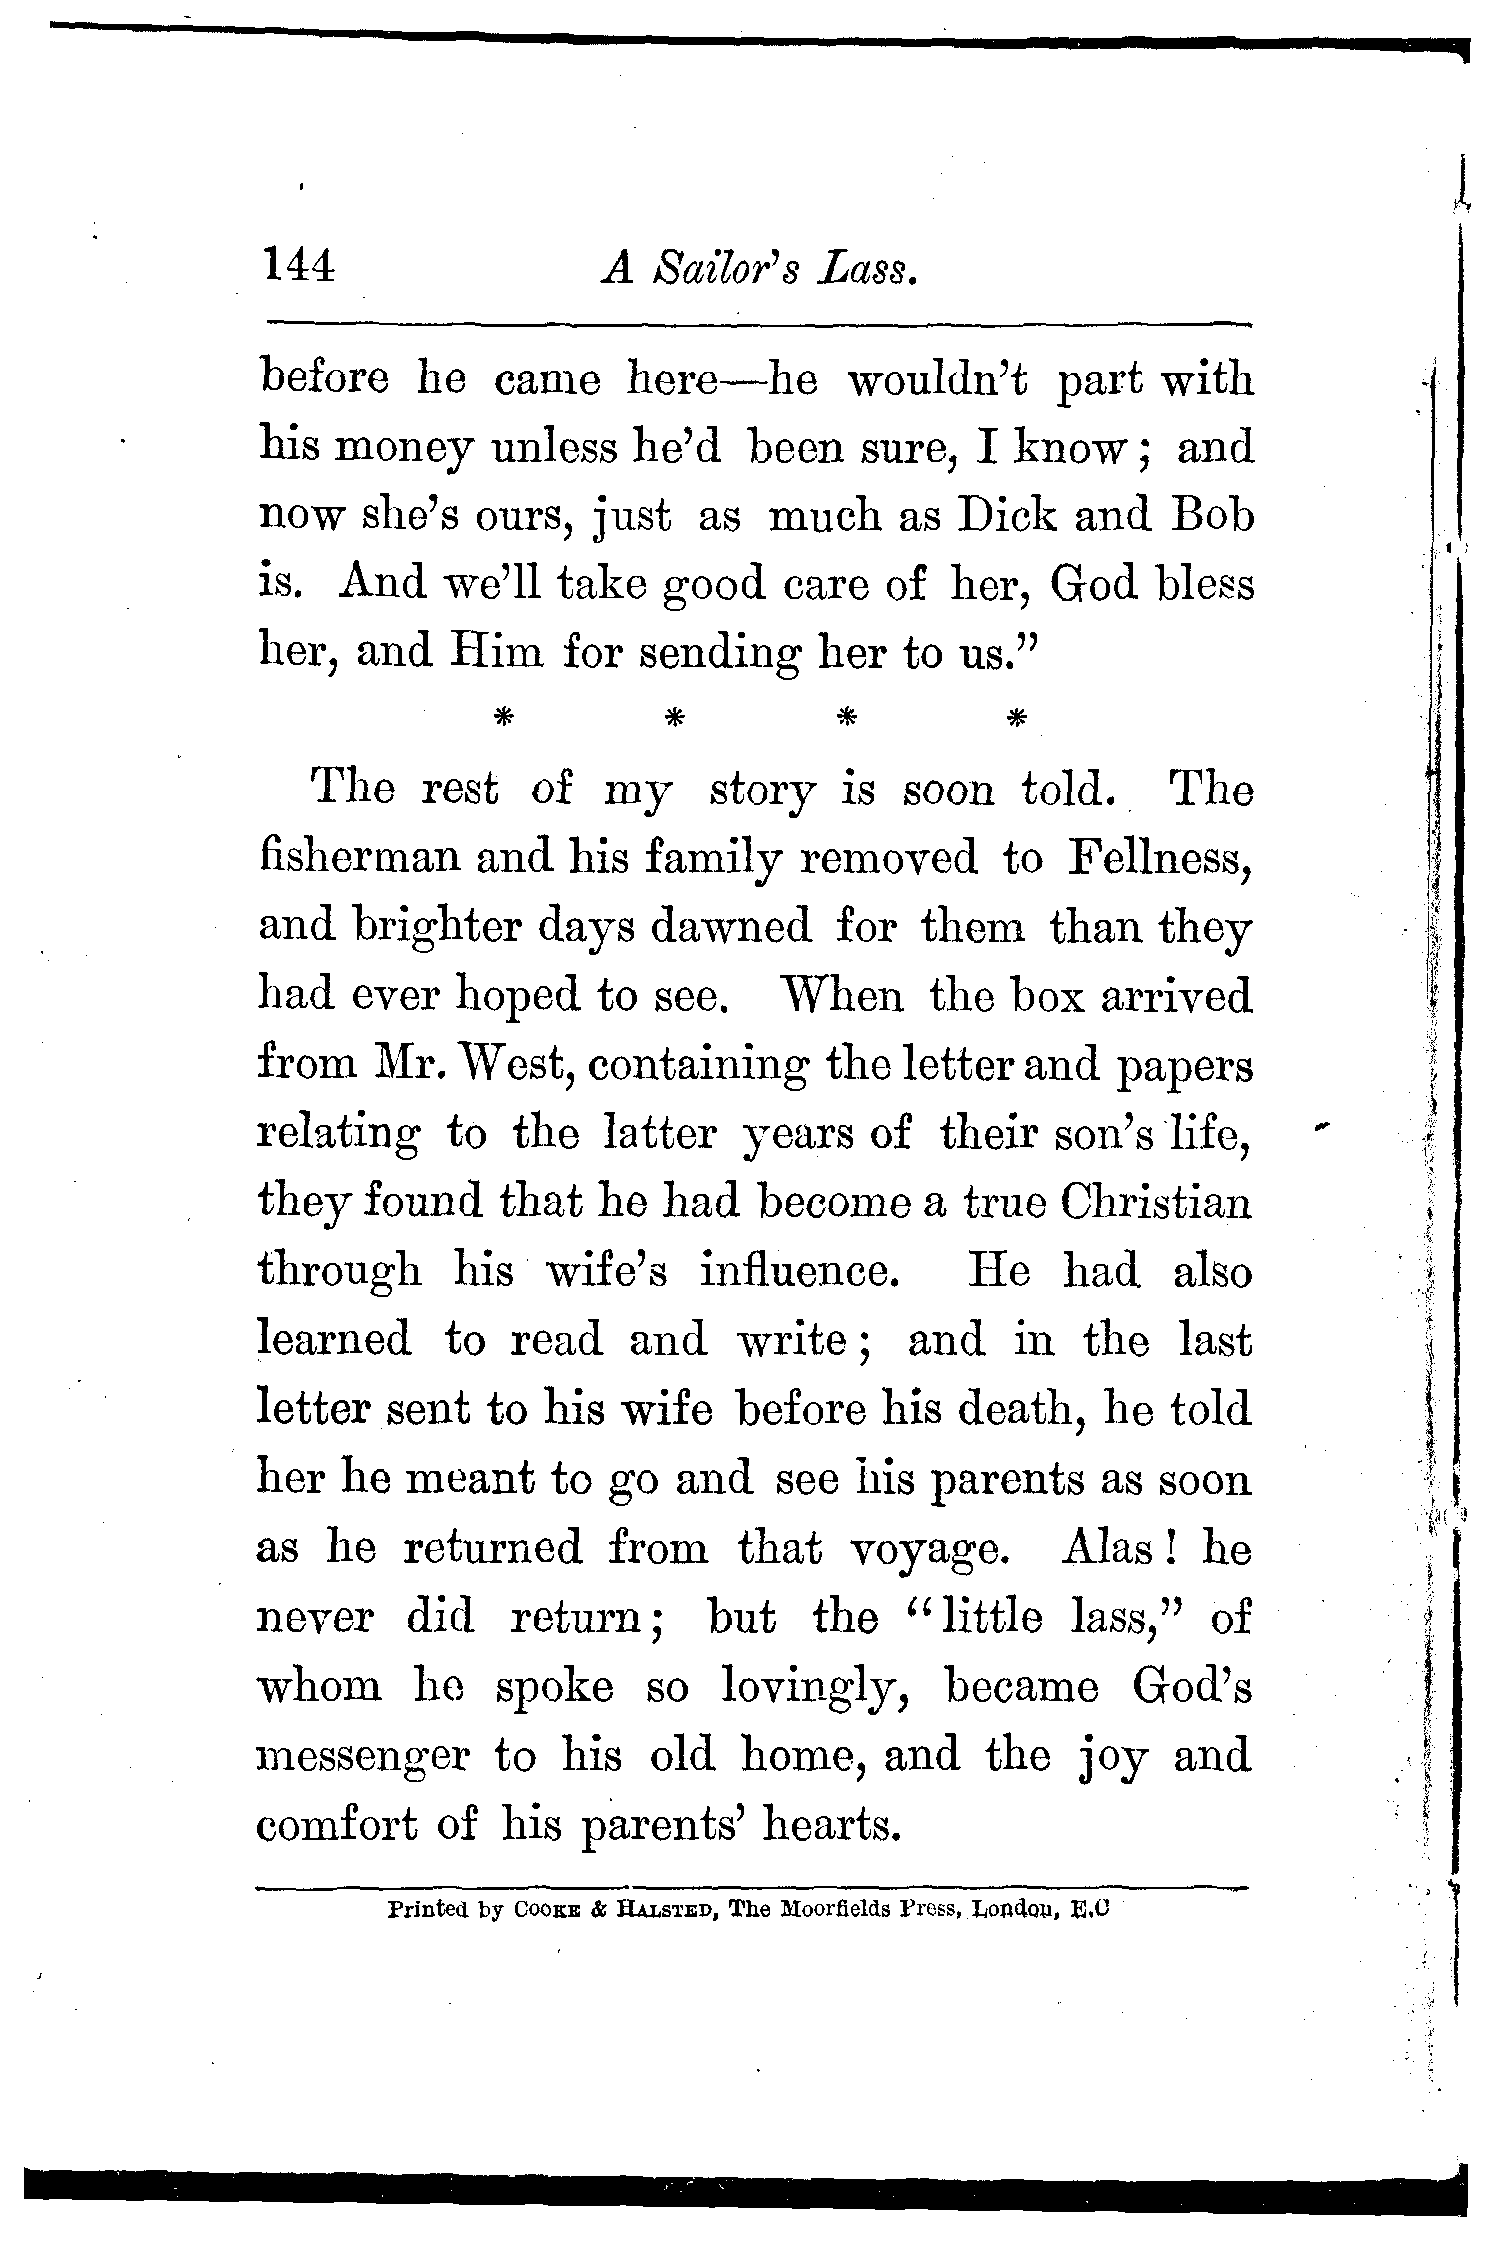 144 A Sailor's Lass.
before he came here—he wouldn't part with
his money unless he'd been sure, I know; and
now she's ours, just as much as Dick and Bob
is. And we'll take good care of her, God bless
her, and Him for sending her to us."
* * * *
The rest of my story is soon told. The
fisherman and his family removed to Fellness,
and brighter days dawned for them than they
had ever hoped to see. When the box arrived
from Mr. West, containing the letter and papers
relating to the latter years of their son's life,
they found that he had become a true Christian
through his wife's influence. He had also
learned to read and write; and in the last
letter sent to his wife before his death, he told
her he meant to go and see his parents as soon
as he returned from that voyage. Alas! he
never did return; but the "little lass," of
whom he spoke so lovingly, became God's
messenger to his old home, and the joy and
comfort of his parents' hearts.
Printed by COOKE & HALSTED, The Moorfields Press, London, E.C